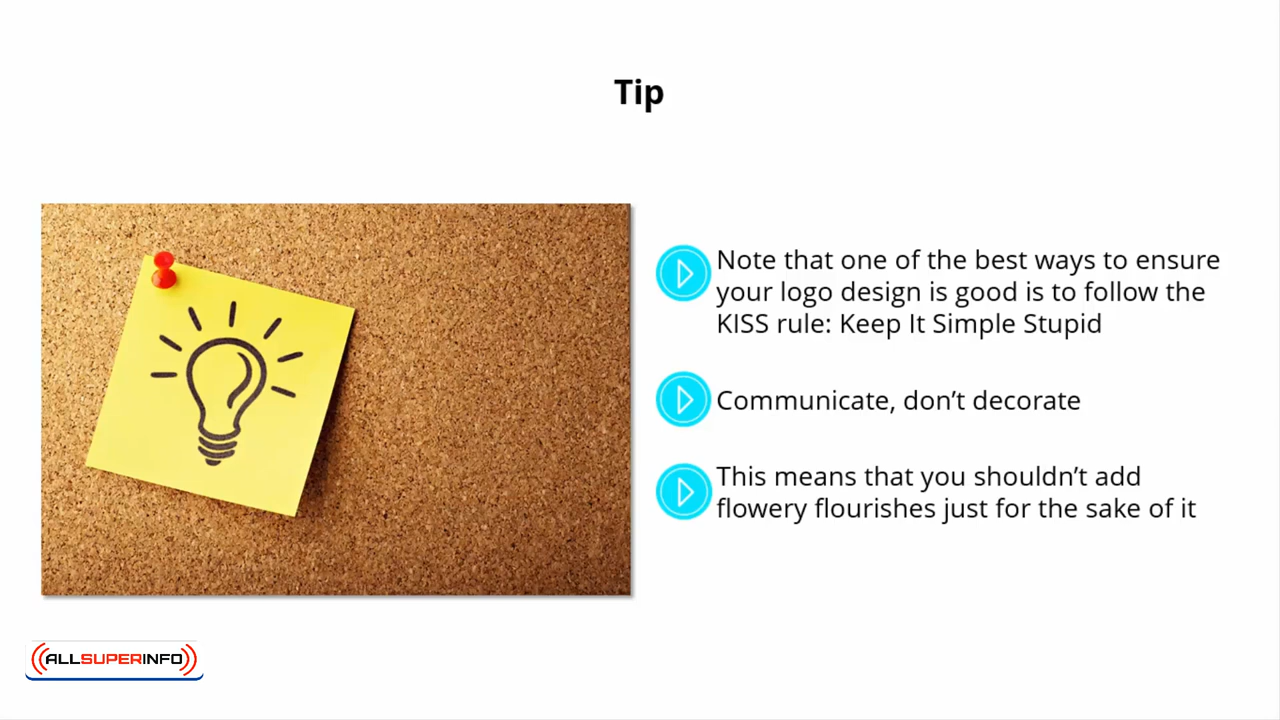 Tip
Note that one of the best ways to ensure
your logo design is good is to follow the
KISS rule: Keep It Simple Stupid
Communicate, don’t decorate
This means that you shouldn’t add
flowery flourishes just for the sake of it
ALLSUPERINFO